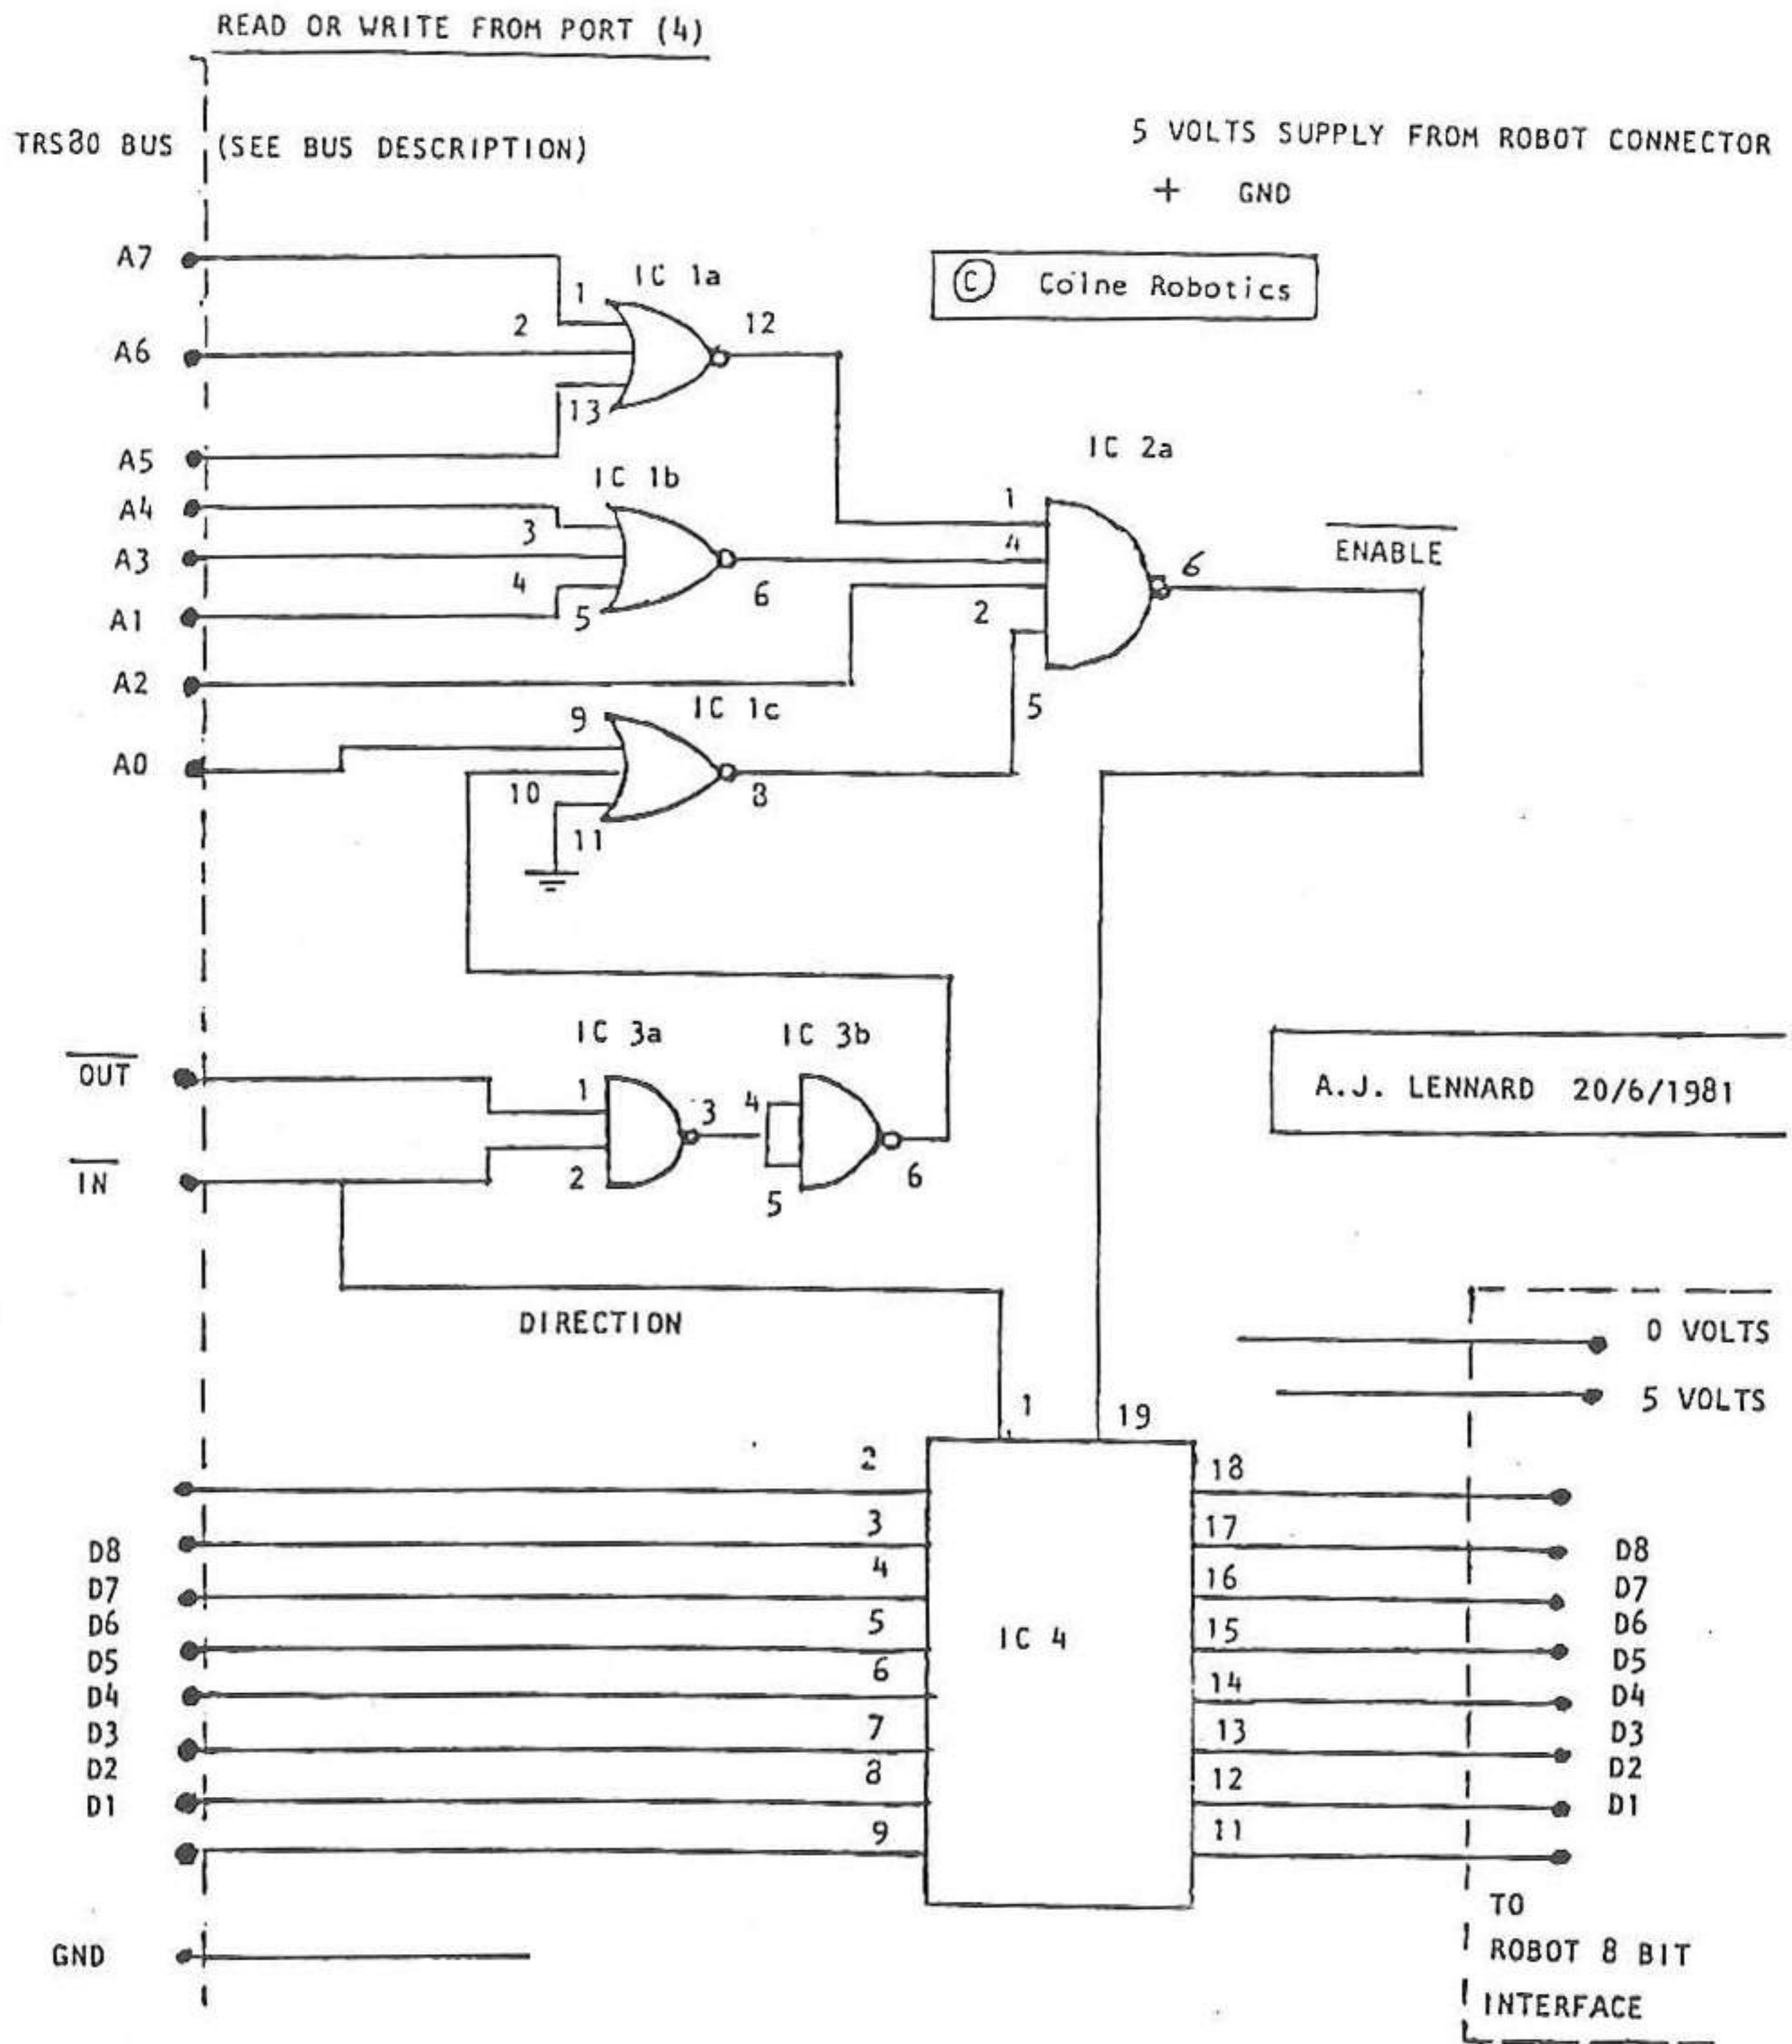 READ OR WRITE FROM PORT (4)
TRS80 BUS (SEE BUS DESCRIPTION)
5 VOLTS SUPPLY FROM ROBOT CONNECTOR
+ GND
© Colne Robotics
A7
IC 1a
1
2
12
A6
13
A5
IC 1b
IC 2a
A4
3
1
A3
4
ENABLE
4
6
6
A1
5
2
A2
IC 1c
9
5
A0
10
8
11
IC 3a
IC 3b
OUT
1
3
4
A.J. LENNARD 20/6/1981
IN
2
5
6
DIRECTION
0 VOLTS
1
19
5 VOLTS
2
18
3
17
D8
D8
4
16
D7
D7
D6
5
15
D6
IC 4
D5
D5
6
14
D4
D4
D3
7
13
D3
D2
8
12
D2
D1
D1
9
11
TO
ROBOT 8 BIT
INTERFACE
GND